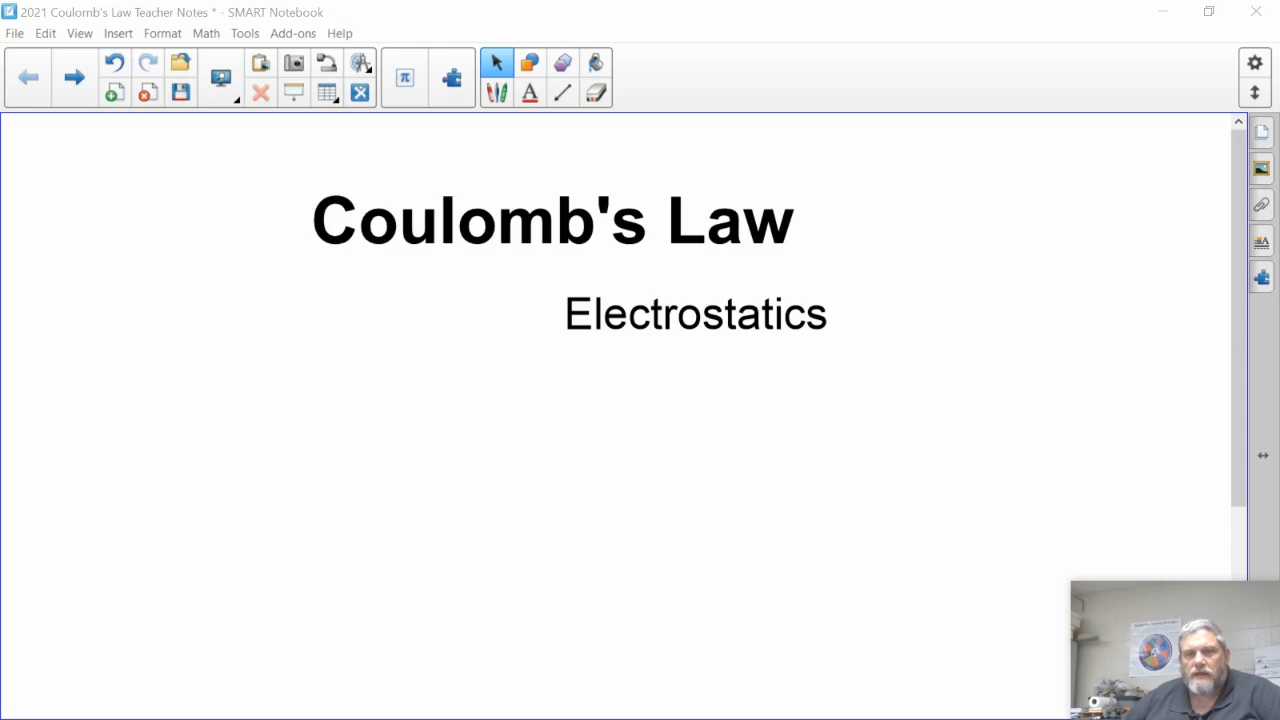 2021 Coulomb's Law Teacher Notes * - SMART Notebook
File Edit View Insert Format Math Tools Add-ons Help
Coulomb's Law
Electrostatics